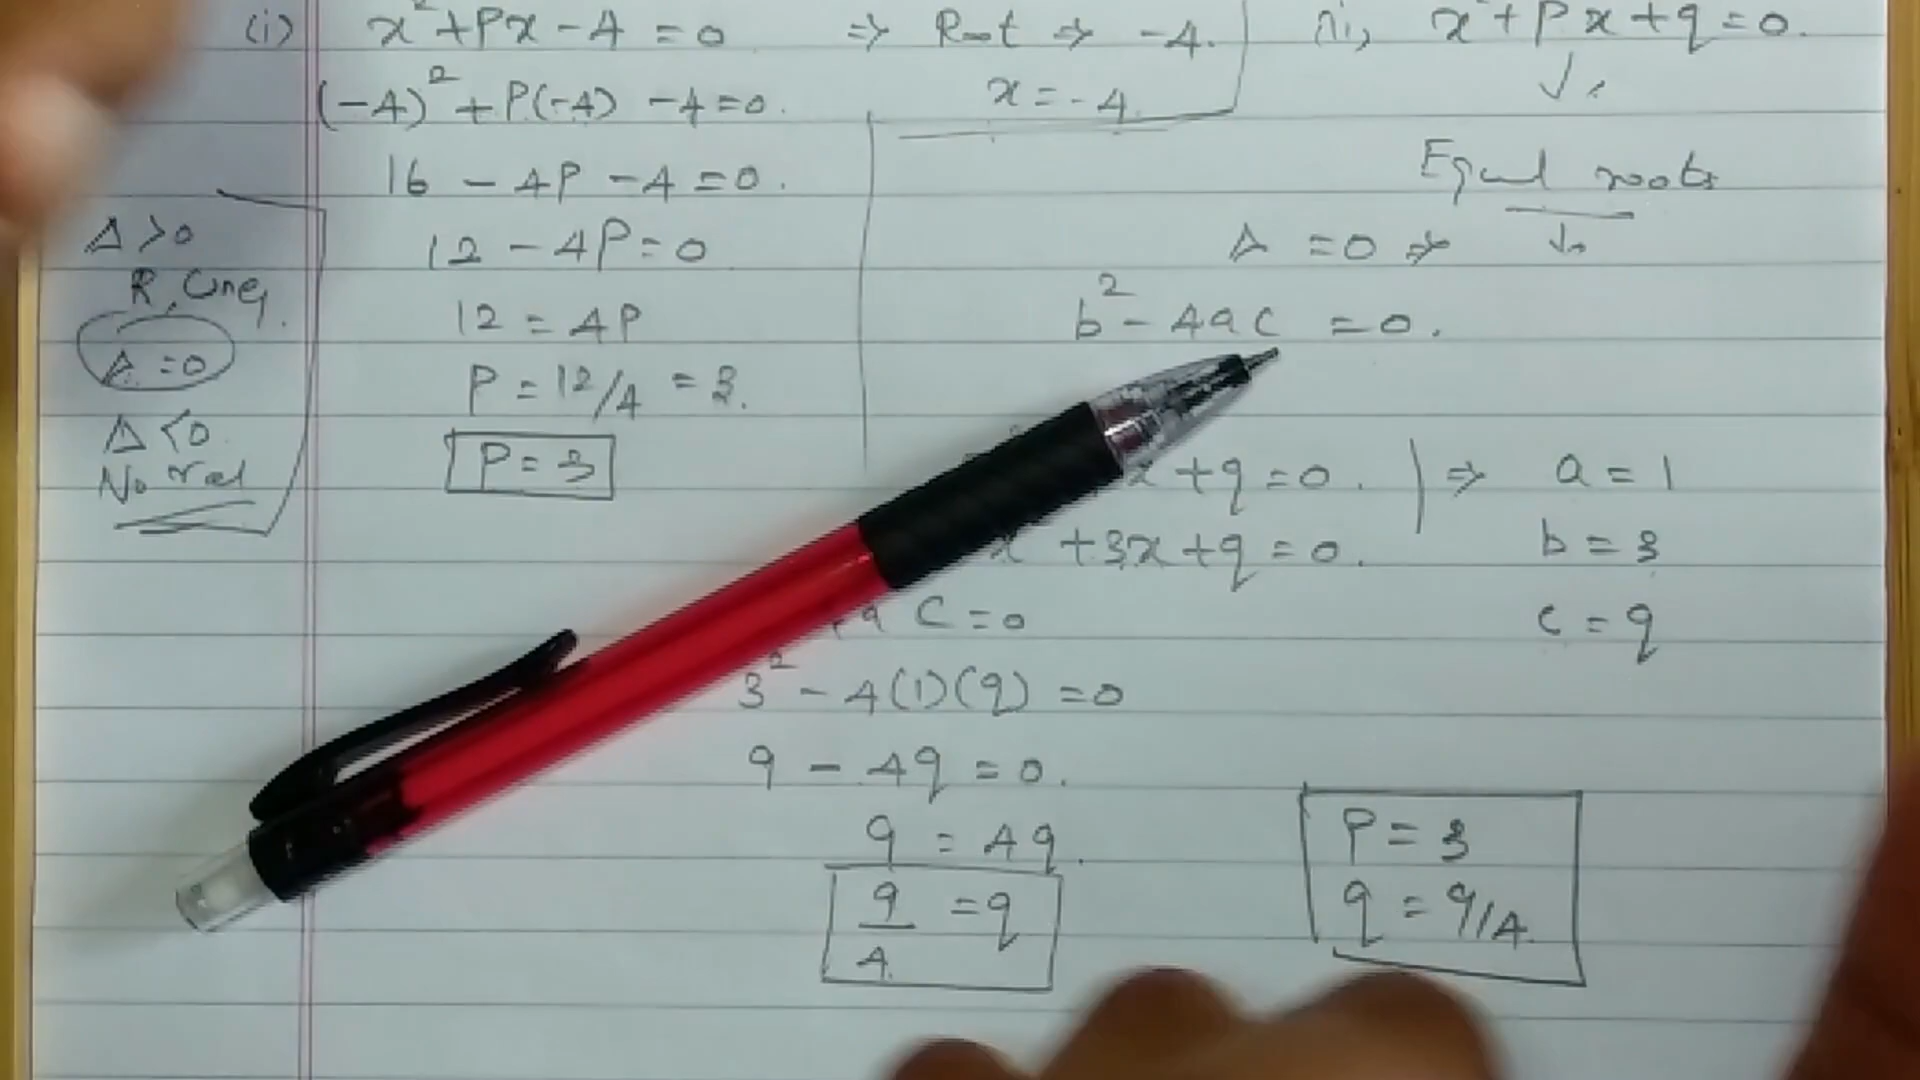 (i) x²+Px-4=0 ⇒ Root ⇒ -4.
x=-4.
(-4)²+P(-4)-4=0.
16-4P-4=0.
12-4P=0
12=4P
P=12/4=3.
P=3
Δ>0
Δ=0
Δ<0
No real
x²+Px+q=0.
Equal roots
Δ=0 ⇒
b²-4ac=0.
x+q=0. ⇒ a=1
x +3x+q=0. b=3
c=q
c=0
3²-4(1)(q)=0
9-4q=0.
9=4q.
9/4=q
P=3
q=9/4